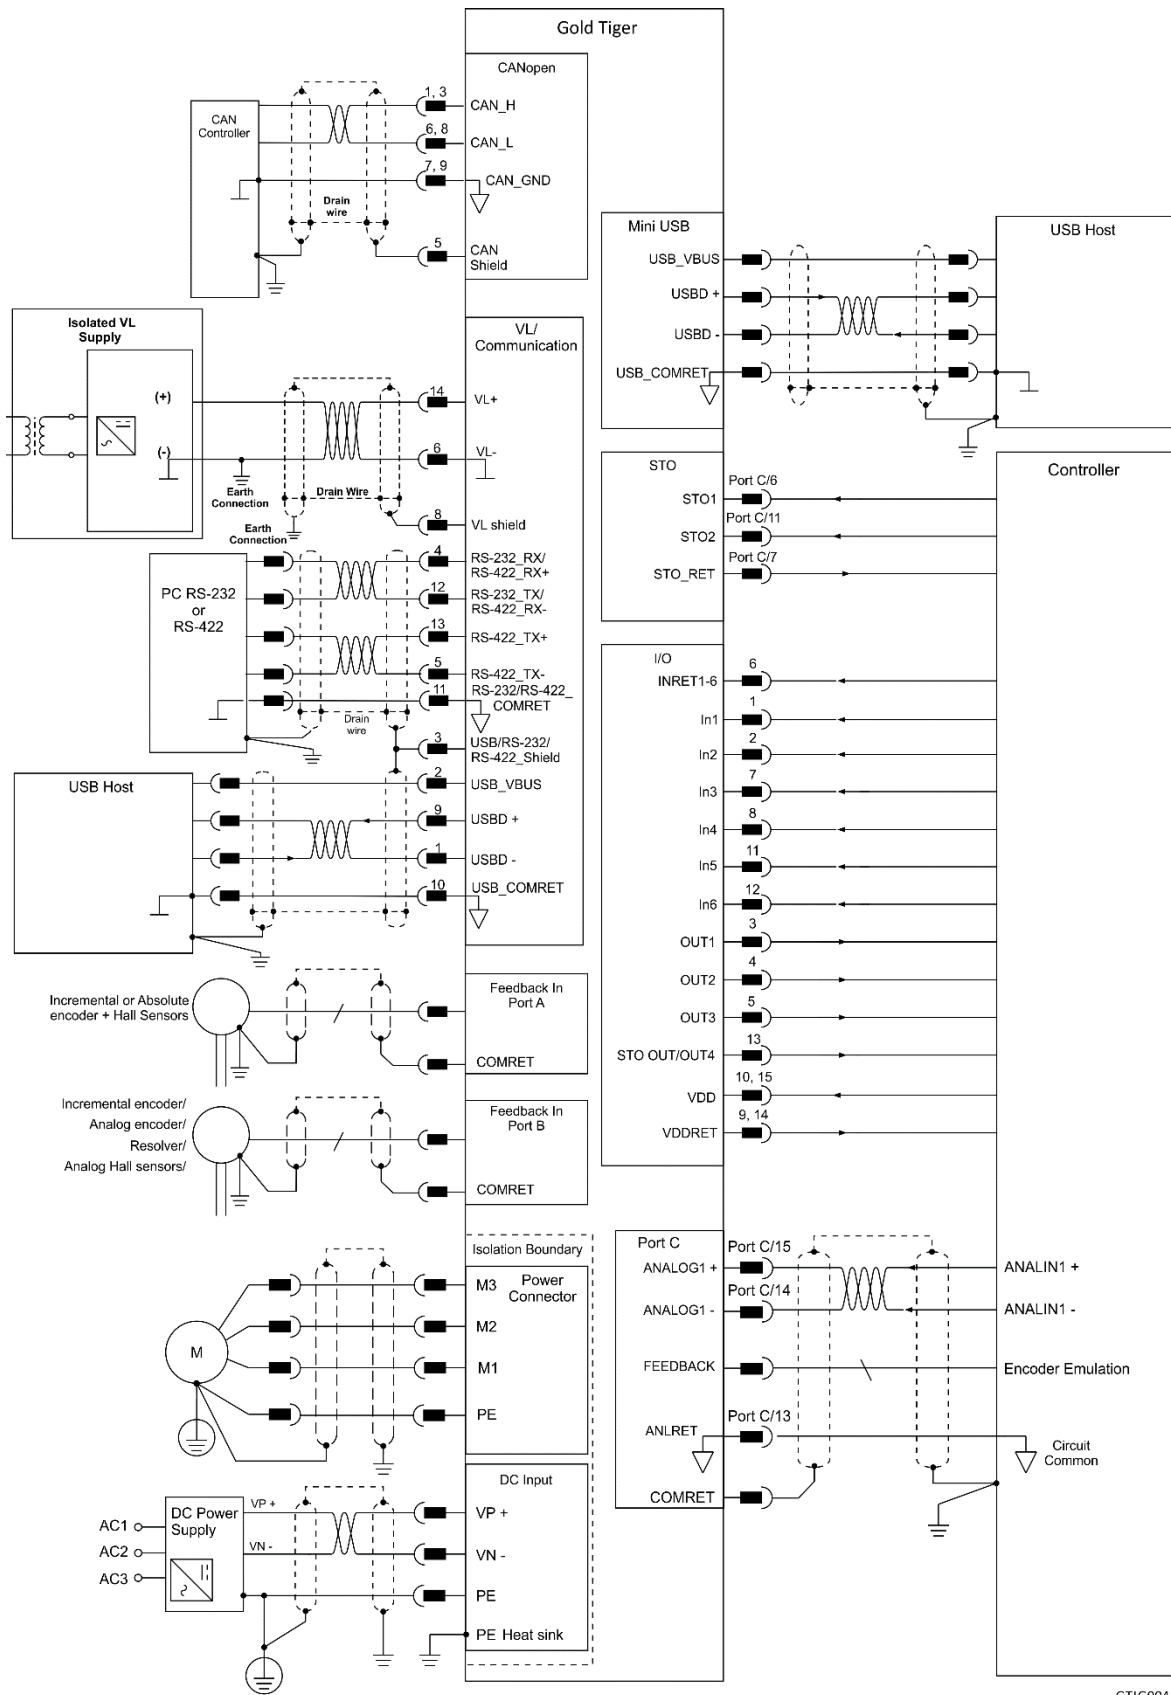 Gold Tiger
CANopen
CAN
Controller
1, 3
CAN_H
6, 8
CAN_L
7, 9
CAN_GND
Drain
wire
5
CAN
Shield
Isolated VL
Supply
(+)
(-)
Earth
Connection
Drain Wire
Earth
Connection
VL/
Communication
14
VL+
6
VL-
8
VL shield
PC RS-232
or
RS-422
4
RS-232_RX/
RS-422_RX+
12
RS-232_TX/
RS-422_RX-
13
RS-422_TX+
5
RS-422_TX-
11
RS-232/RS-422_
COMRET
Drain
wire
3
USB/RS-232/
RS-422_Shield
USB Host
2
USB_VBUS
9
USBD +
1
USBD -
10
USB_COMRET
Incremental or Absolute
encoder + Hall Sensors
Feedback In
Port A
COMRET
Incremental encoder/
Analog encoder/
Resolver/
Analog Hall sensors/
Feedback In
Port B
COMRET
Isolation Boundary
Power
Connector
M
M3
M2
M1
PE
DC Input
AC1
AC2
AC3
DC Power
Supply
VP +
VN -
VP +
VN -
PE
PE Heat sink
Mini USB
USB_VBUS
USBD +
USBD -
USB_COMRET
USB Host
STO
Port C/6
STO1
Port C/11
STO2
Port C/7
STO_RET
Controller
I/O
6
INRET1-6
1
In1
2
In2
7
In3
8
In4
11
In5
12
In6
3
OUT1
4
OUT2
5
OUT3
13
STO OUT/OUT4
10, 15
VDD
9, 14
VDDRET
Port C
Port C/15
ANALOG1 +
ANALIN1 +
Port C/14
ANALOG1 -
ANALIN1 -
FEEDBACK
Encoder Emulation
Port C/13
ANLRET
Circuit
Common
COMRET